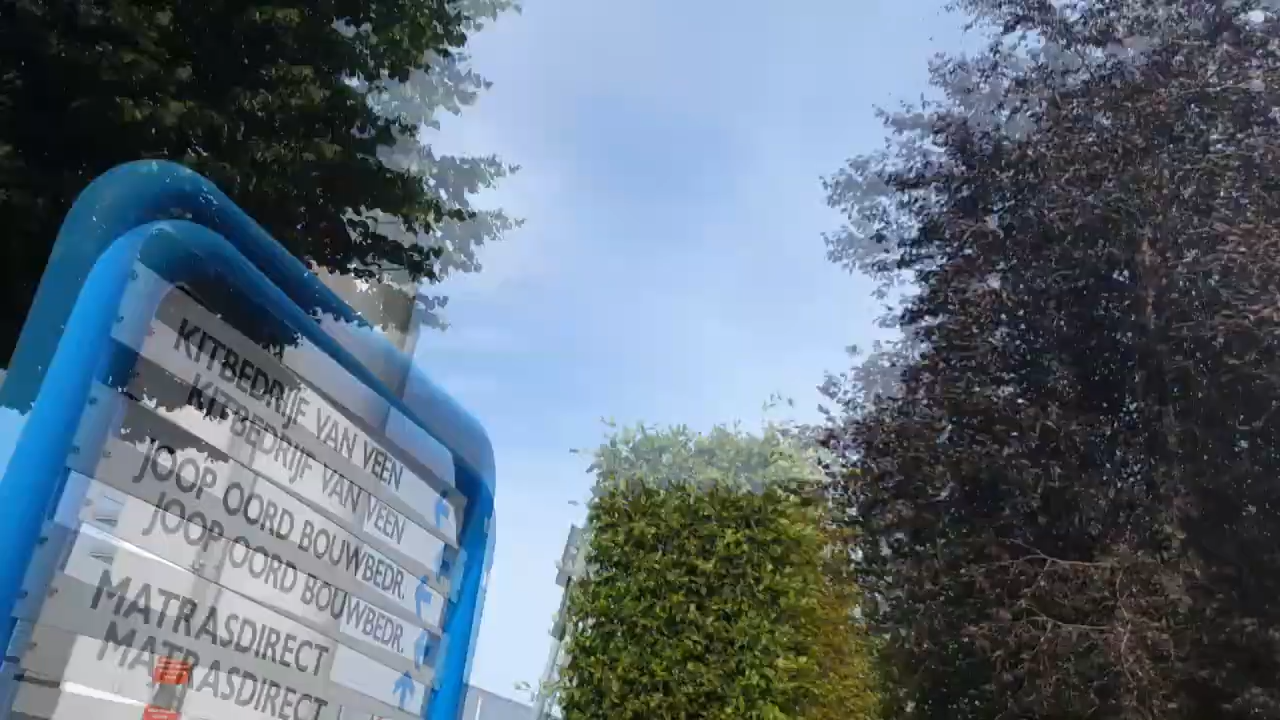 KITBEDRIJF VAN VEEN
KITBEDRIJF VAN VEEN
JOOP OORD BOUWBEDR.
JOOP OORD BOUWBEDR.
MATRASDIRECT
MATRASDIRECT